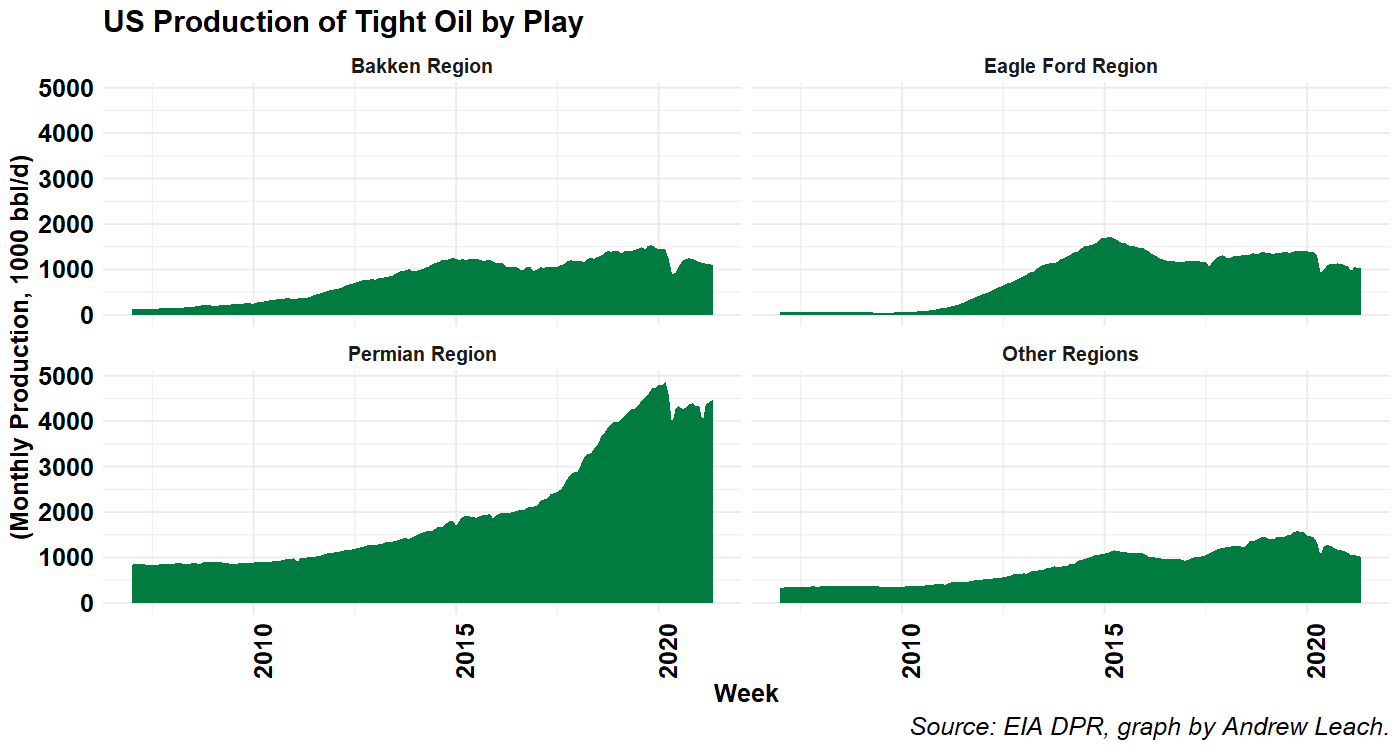 US Production of Tight Oil by Play
Bakken Region
Eagle Ford Region
(Monthly Production, 1000 bbl/d)
5000
4000
3000
2000
1000
0
Permian Region
Other Regions
5000
4000
3000
2000
1000
0
2010
2015
2020
2010
2015
2020
Week
Source: EIA DPR, graph by Andrew Leach.